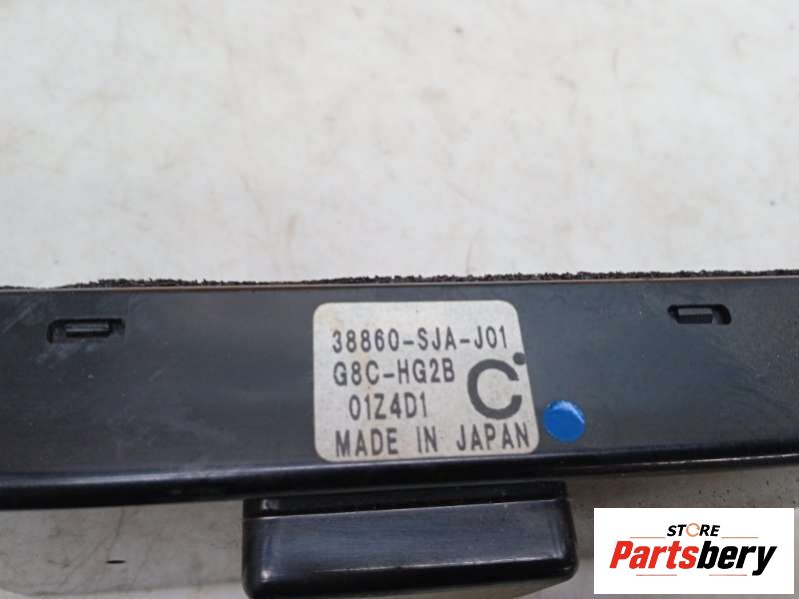 38860-SJA-J01
G8C-HG2B
01Z4D1 C
MADE IN JAPAN
STORE
Partsbery